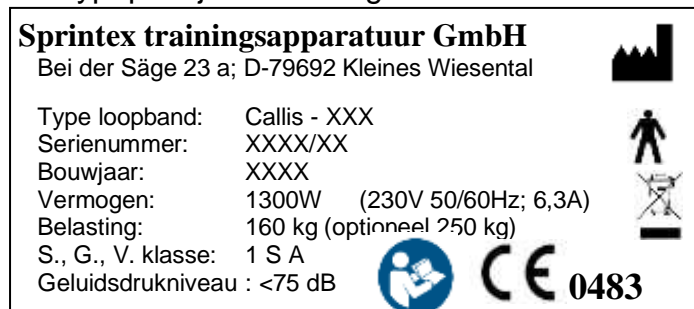 Sprintex trainingsapparatuur GmbH
Bei der Säge 23 a; D-79692 Kleines Wiesental
Type loopband: Callis - XXX
Serienummer: XXXX/XX
Bouwjaar: XXXX
Vermogen: 1300W (230V 50/60Hz; 6,3A)
Belasting: 160 kg (optioneel 250 kg)
S., G., V. klasse: 1 S A
Geluidsdrukniveau : <75 dB
CE 0483